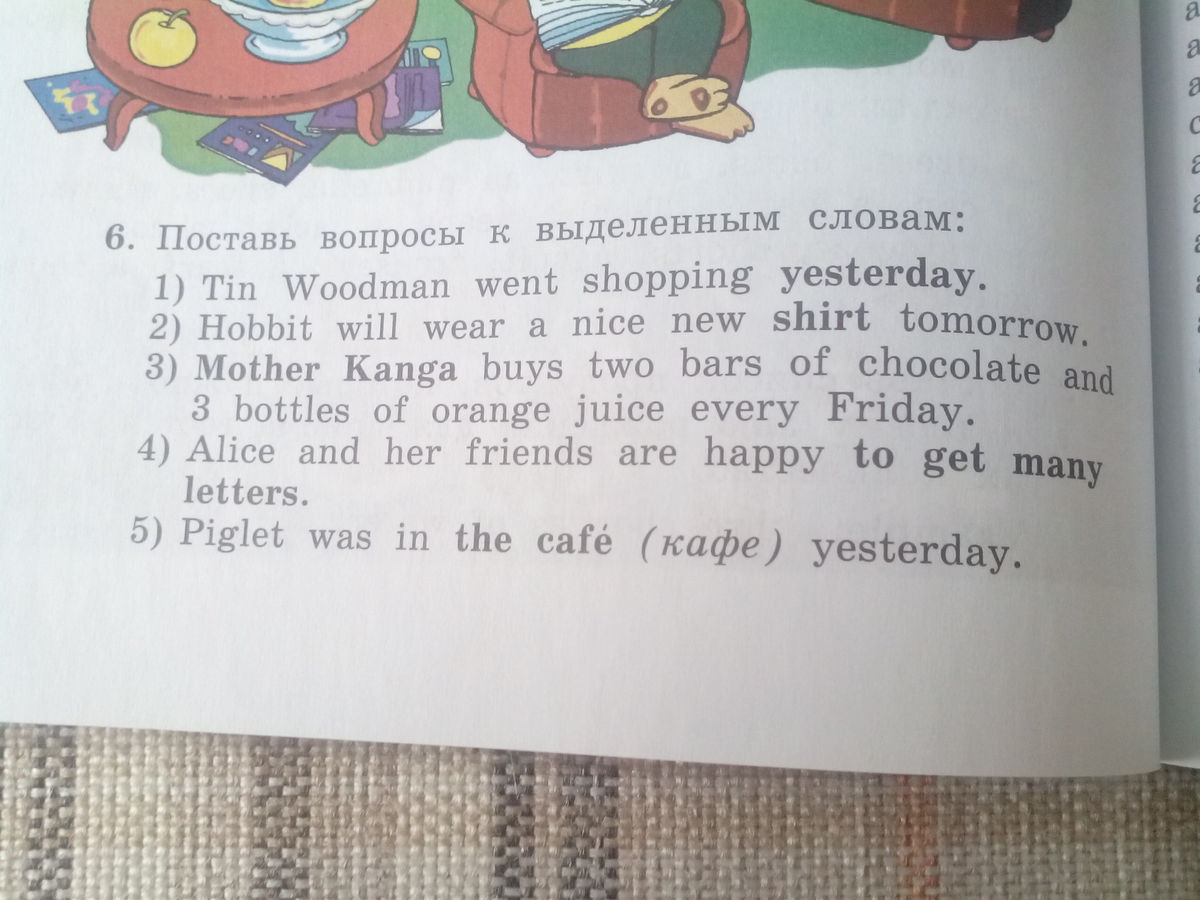 6. Поставь вопросы к выделенным словам:
1) Tin Woodman went shopping yesterday.
2) Hobbit will wear a nice new shirt tomorrow.
3) Mother Kanga buys two bars of chocolate and
3 bottles of orange juice every Friday.
4) Alice and her friends are happy to get many
letters.
5) Piglet was in the café (кафе) yesterday.